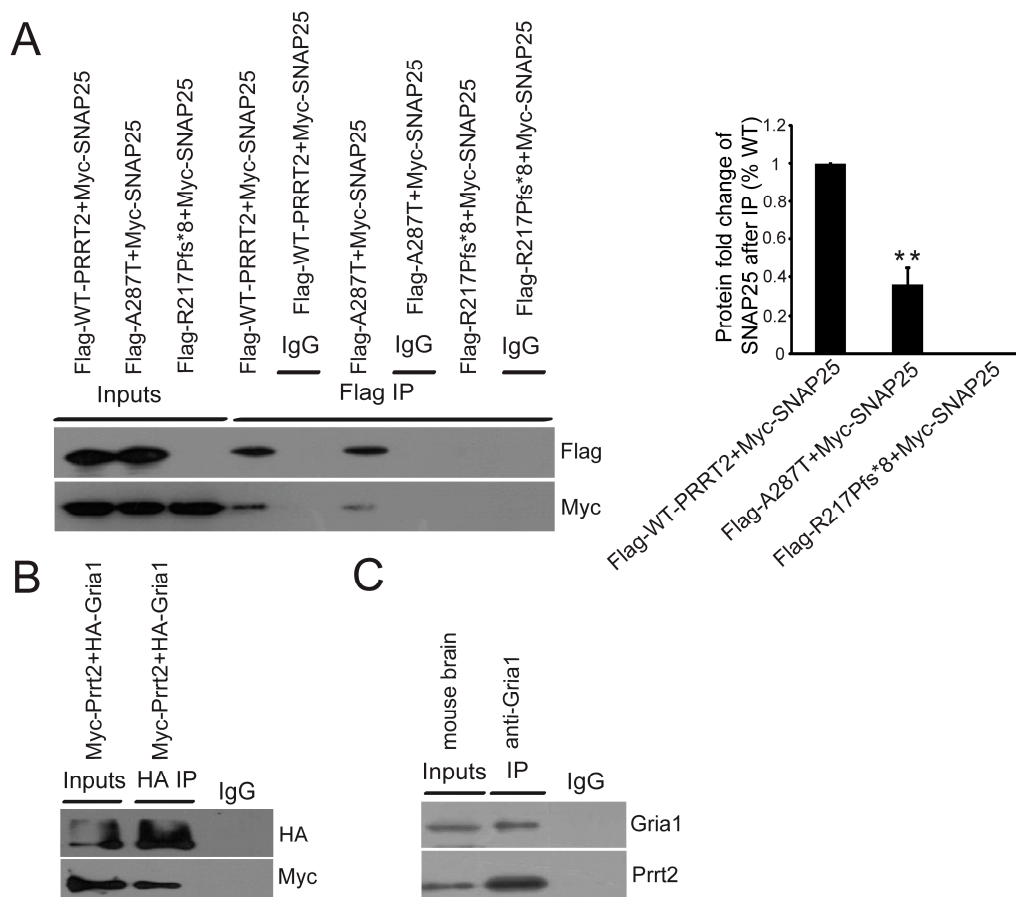 A
Flag-WT-PRRT2+Myc-SNAP25
Flag-A287T+Myc-SNAP25
Flag-R217Pfs*8+Myc-SNAP25
Flag-WT-PRRT2+Myc-SNAP25
Flag-WT-PRRT2+Myc-SNAP25
Flag-A287T+Myc-SNAP25
Flag-A287T+Myc-SNAP25
Flag-R217Pfs*8+Myc-SNAP25
Flag-R217Pfs*8+Myc-SNAP25
IgG
IgG
IgG
Inputs
Flag IP
Flag
Myc
Protein fold change of
SNAP25 after IP (% WT)
1.2
1
0.8
0.6
0.4
0.2
0
**
Flag-WT-PRRT2+Myc-SNAP25
Flag-A287T+Myc-SNAP25
Flag-R217Pfs*8+Myc-SNAP25
B
Myc-Prrt2+HA-Gria1
Myc-Prrt2+HA-Gria1
Inputs
HA IP
IgG
HA
Myc
C
mouse brain
anti-Gria1
Inputs
IP
IgG
Gria1
Prrt2